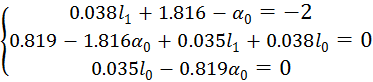 0.038l₁ + 1.816 − α₀ = −2
0.819 − 1.816α₀ + 0.035l₁ + 0.038l₀ = 0
0.035l₀ − 0.819α₀ = 0